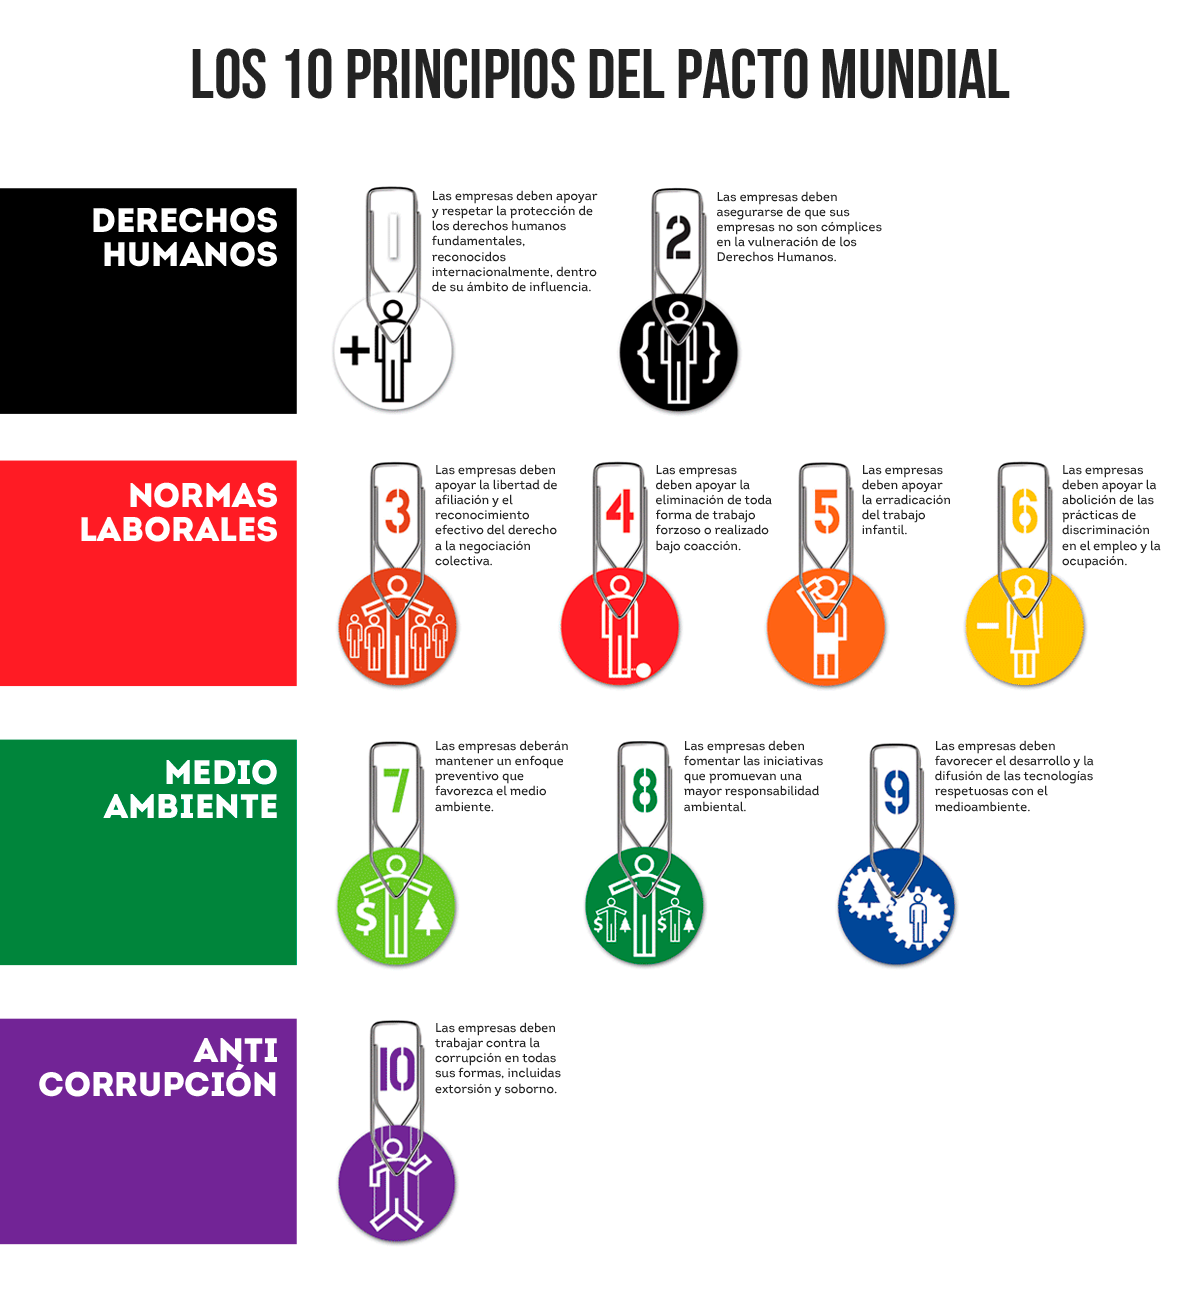 LOS 10 PRINCIPIOS DEL PACTO MUNDIAL
DERECHOS
HUMANOS
1
Las empresas deben apoyar
y respetar la protección de
los derechos humanos
fundamentales,
reconocidos
internacionalmente, dentro
de su ámbito de influencia.
2
Las empresas deben
asegurarse de que sus
empresas no son cómplices
en la vulneración de los
Derechos Humanos.
+
{ }
NORMAS
LABORALES
3
Las empresas deben
apoyar la libertad de
afiliación y el
reconocimiento
efectivo del derecho
a la negociación
colectiva.
4
Las empresas
deben apoyar la
eliminación de toda
forma de trabajo
forzoso o realizado
bajo coacción.
5
Las empresas
deben apoyar
la erradicación
del trabajo
infantil.
6
Las empresas
deben apoyar la
abolición de las
prácticas de
discriminación
en el empleo y la
ocupación.
-
MEDIO
AMBIENTE
7
Las empresas deberán
mantener un enfoque
preventivo que
favorezca el medio
ambiente.
$
8
Las empresas deben
fomentar las iniciativas
que promuevan una
mayor responsabilidad
ambiental.
$ $
9
Las empresas deben
favorecer el desarrollo y la
difusión de las tecnologías
respetuosas con el
medioambiente.
ANTI
CORRUPCIÓN
10
Las empresas deben
trabajar contra la
corrupción en todas
sus formas, incluidas
extorsión y soborno.